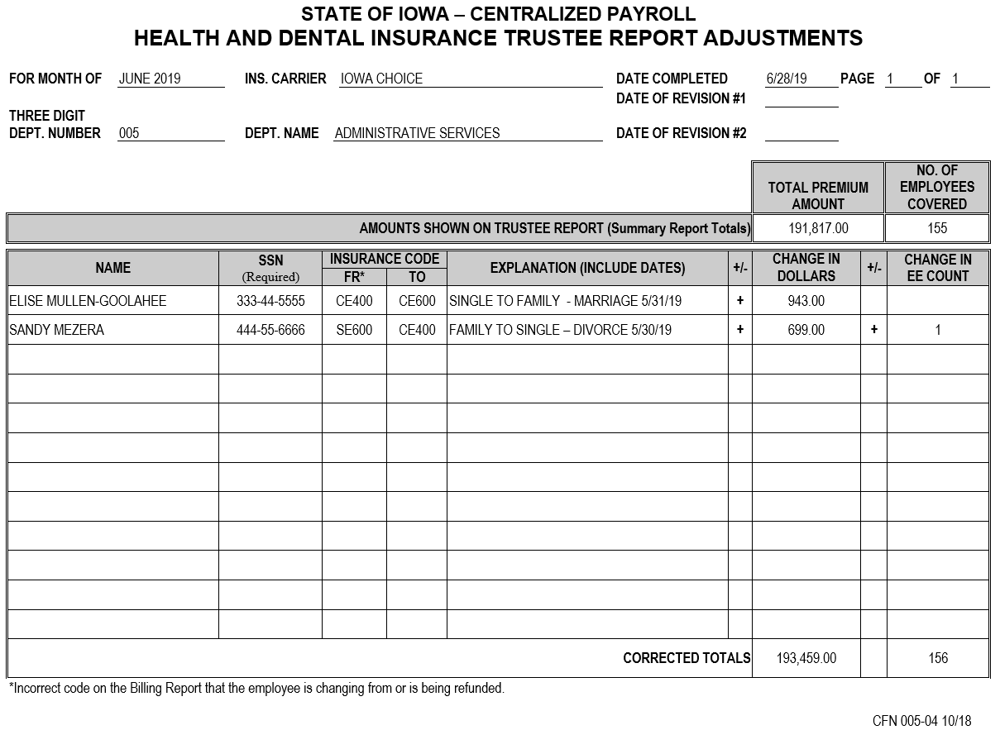 STATE OF IOWA – CENTRALIZED PAYROLL
HEALTH AND DENTAL INSURANCE TRUSTEE REPORT ADJUSTMENTS
FOR MONTH OF JUNE 2019 INS. CARRIER IOWA CHOICE DATE COMPLETED 6/28/19 PAGE 1 OF 1
DATE OF REVISION #1
THREE DIGIT
DEPT. NUMBER 005 DEPT. NAME ADMINISTRATIVE SERVICES DATE OF REVISION #2
TOTAL PREMIUM AMOUNT
NO. OF EMPLOYEES COVERED
AMOUNTS SHOWN ON TRUSTEE REPORT (Summary Report Totals) 191,817.00 155
NAME SSN (Required) INSURANCE CODE FR* TO EXPLANATION (INCLUDE DATES) +/- CHANGE IN DOLLARS +/- CHANGE IN EE COUNT
ELISE MULLEN-GOOLAHEE 333-44-5555 CE400 CE600 SINGLE TO FAMILY - MARRIAGE 5/31/19 + 943.00
SANDY MEZERA 444-55-6666 SE600 CE400 FAMILY TO SINGLE – DIVORCE 5/30/19 + 699.00 + 1
CORRECTED TOTALS 193,459.00 156
*Incorrect code on the Billing Report that the employee is changing from or is being refunded.
CFN 005-04 10/18